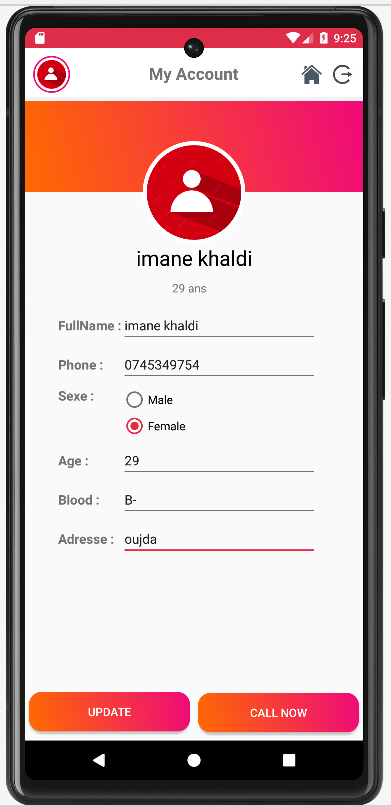 9:25
My Account
imane khaldi
29 ans
FullName : imane khaldi
Phone : 0745349754
Sexe : Male
Female
Age : 29
Blood : B-
Adresse : oujda
UPDATE CALL NOW